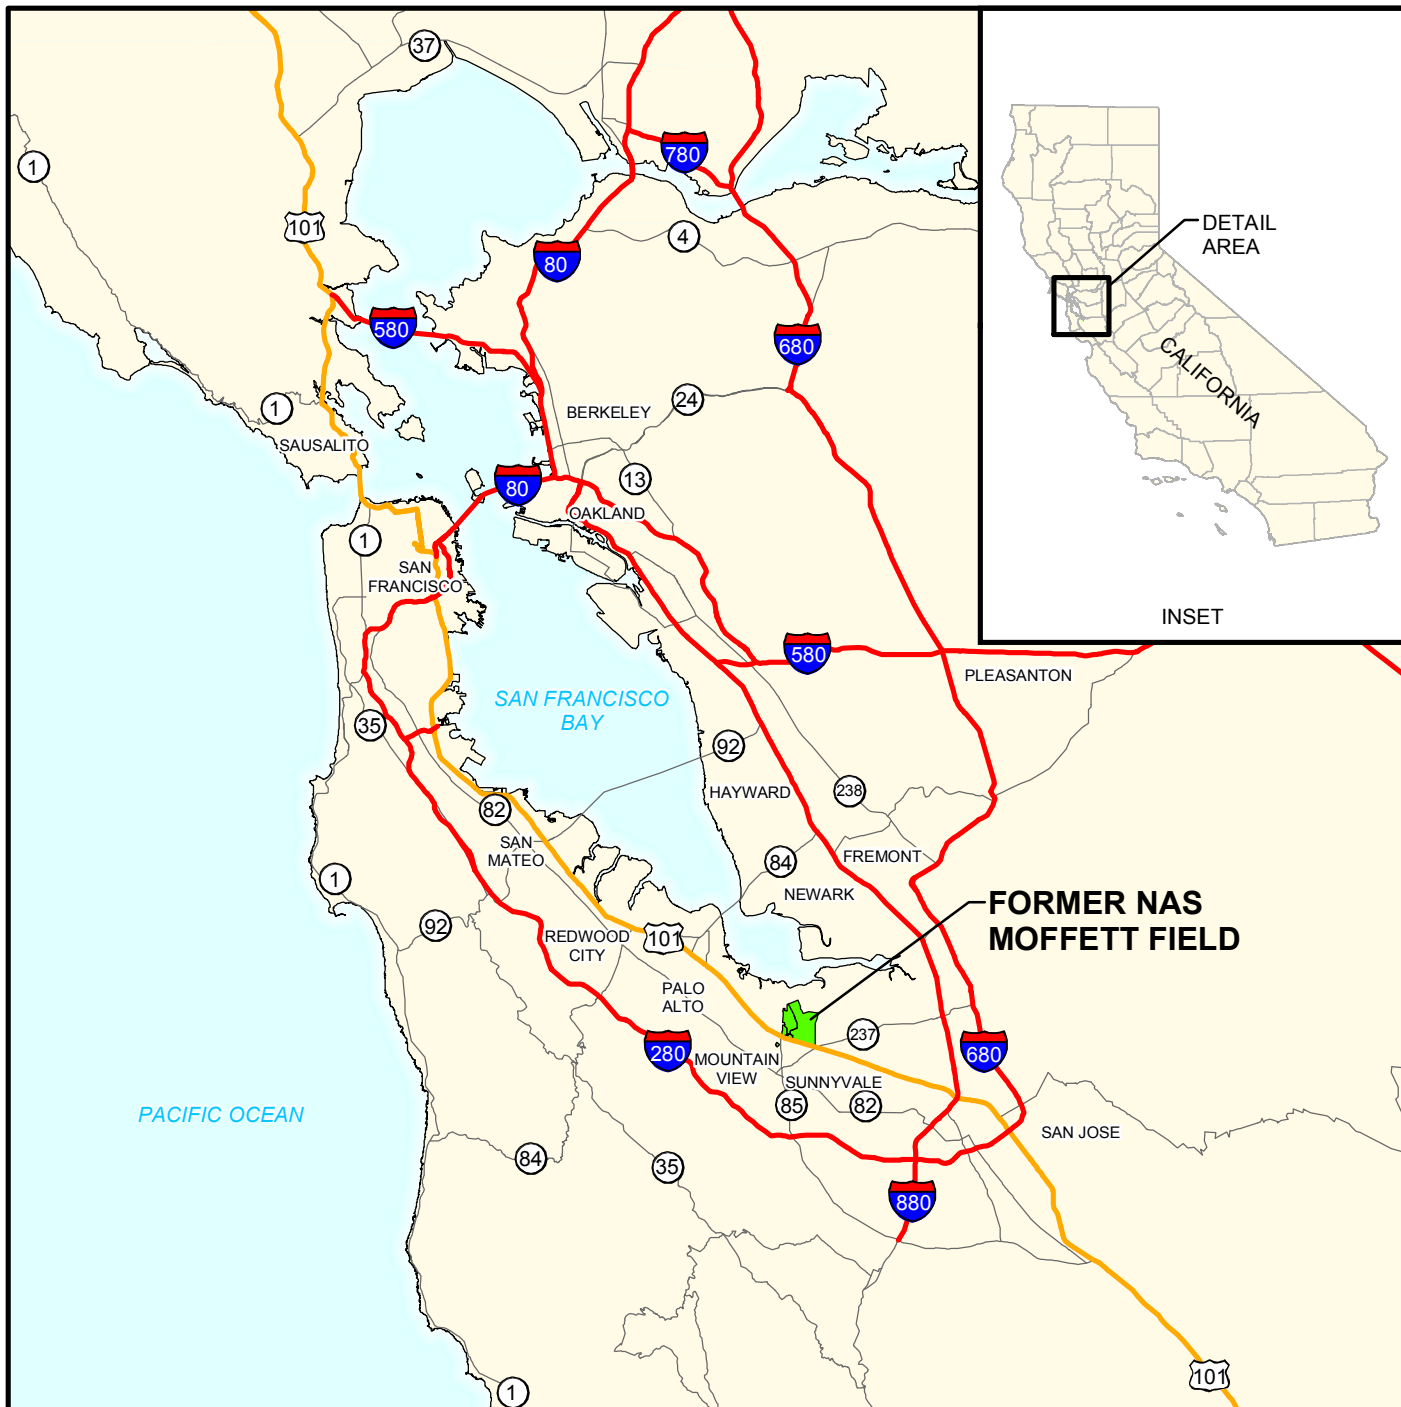 37
1
780
101
4
80
580
680
1
24
BERKELEY
SAUSALITO
13
80
OAKLAND
1
SAN
FRANCISCO
580
PLEASANTON
SAN FRANCISCO
BAY
35
92
HAYWARD
238
82
SAN
MATEO
84
FREMONT
1
NEWARK
92
REDWOOD
CITY
101
FORMER NAS
MOFFETT FIELD
PALO
ALTO
237
280
MOUNTAIN
VIEW
680
SUNNYVALE
85
82
PACIFIC OCEAN
SAN JOSE
84
35
880
101
1
DETAIL
AREA
CALIFORNIA
INSET